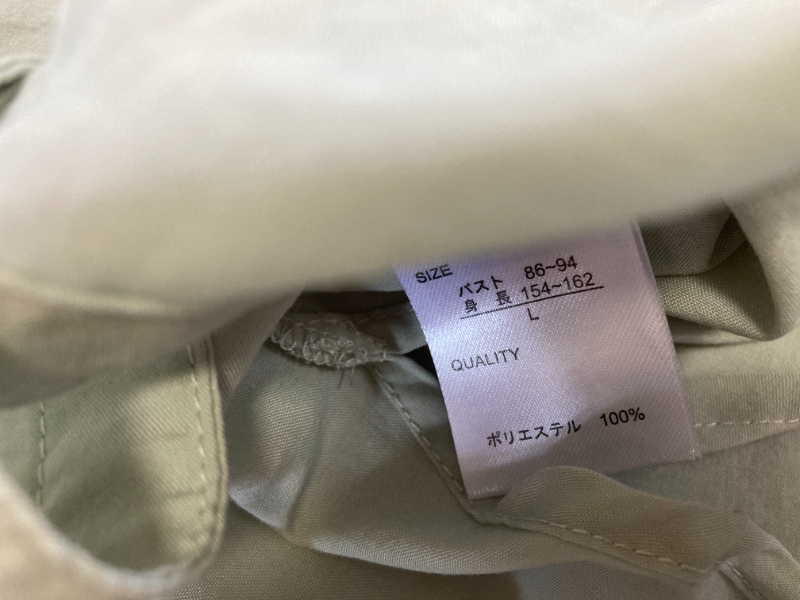 SIZE
バスト 86~94
身 長 154~162
L
QUALITY
ポリエステル 100%